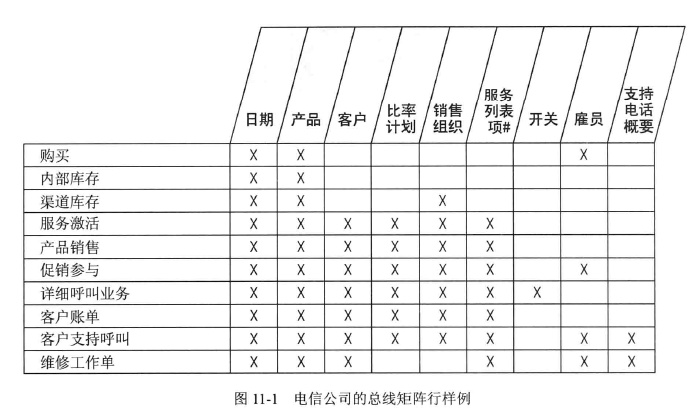 日期 产品 客户 比率计划 销售组织 服务列表项# 开关 雇员 支持电话概要
购买 X X X
内部库存 X X
渠道库存 X X X
服务激活 X X X X X X
产品销售 X X X X X X
促销参与 X X X X X X X
详细呼叫业务 X X X X X X X
客户账单 X X X X X X
客户支持呼叫 X X X X X X X X
维修工作单 X X X X X X
图 11-1 电信公司的总线矩阵行样例